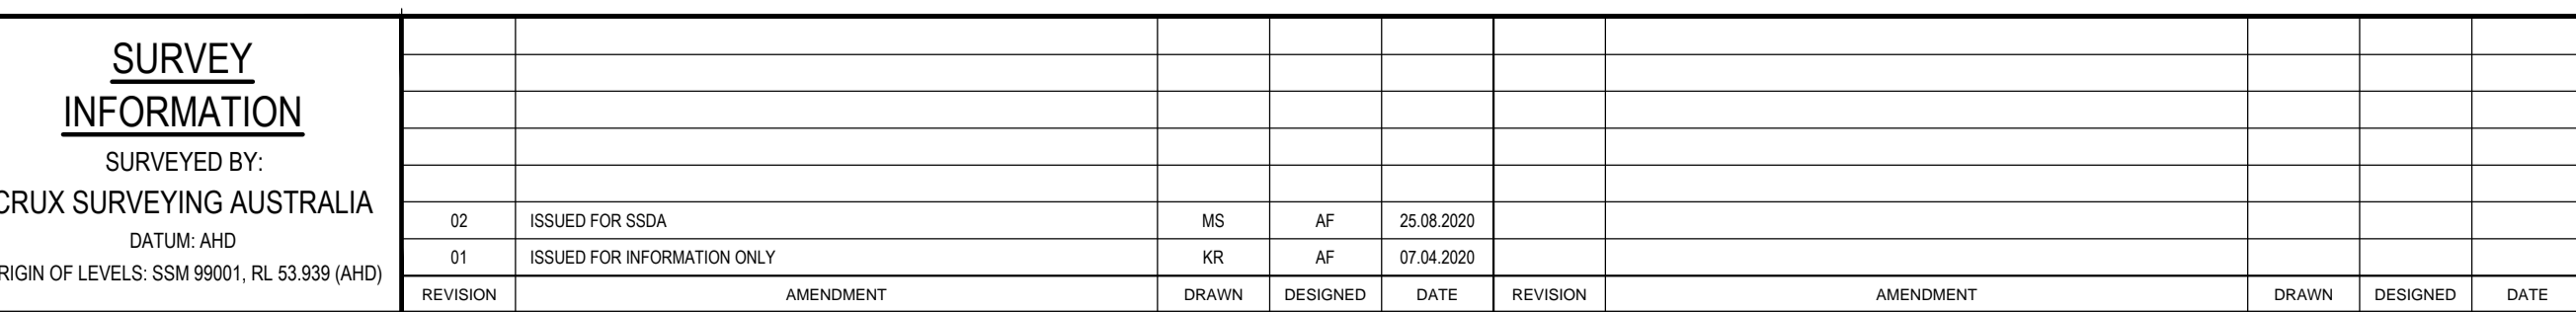 SURVEY
INFORMATION
SURVEYED BY:
CRUX SURVEYING AUSTRALIA
DATUM: AHD
RIGIN OF LEVELS: SSM 99001, RL 53.939 (AHD)
02 ISSUED FOR SSDA MS AF 25.08.2020
01 ISSUED FOR INFORMATION ONLY KR AF 07.04.2020
REVISION AMENDMENT DRAWN DESIGNED DATE REVISION AMENDMENT DRAWN DESIGNED DATE